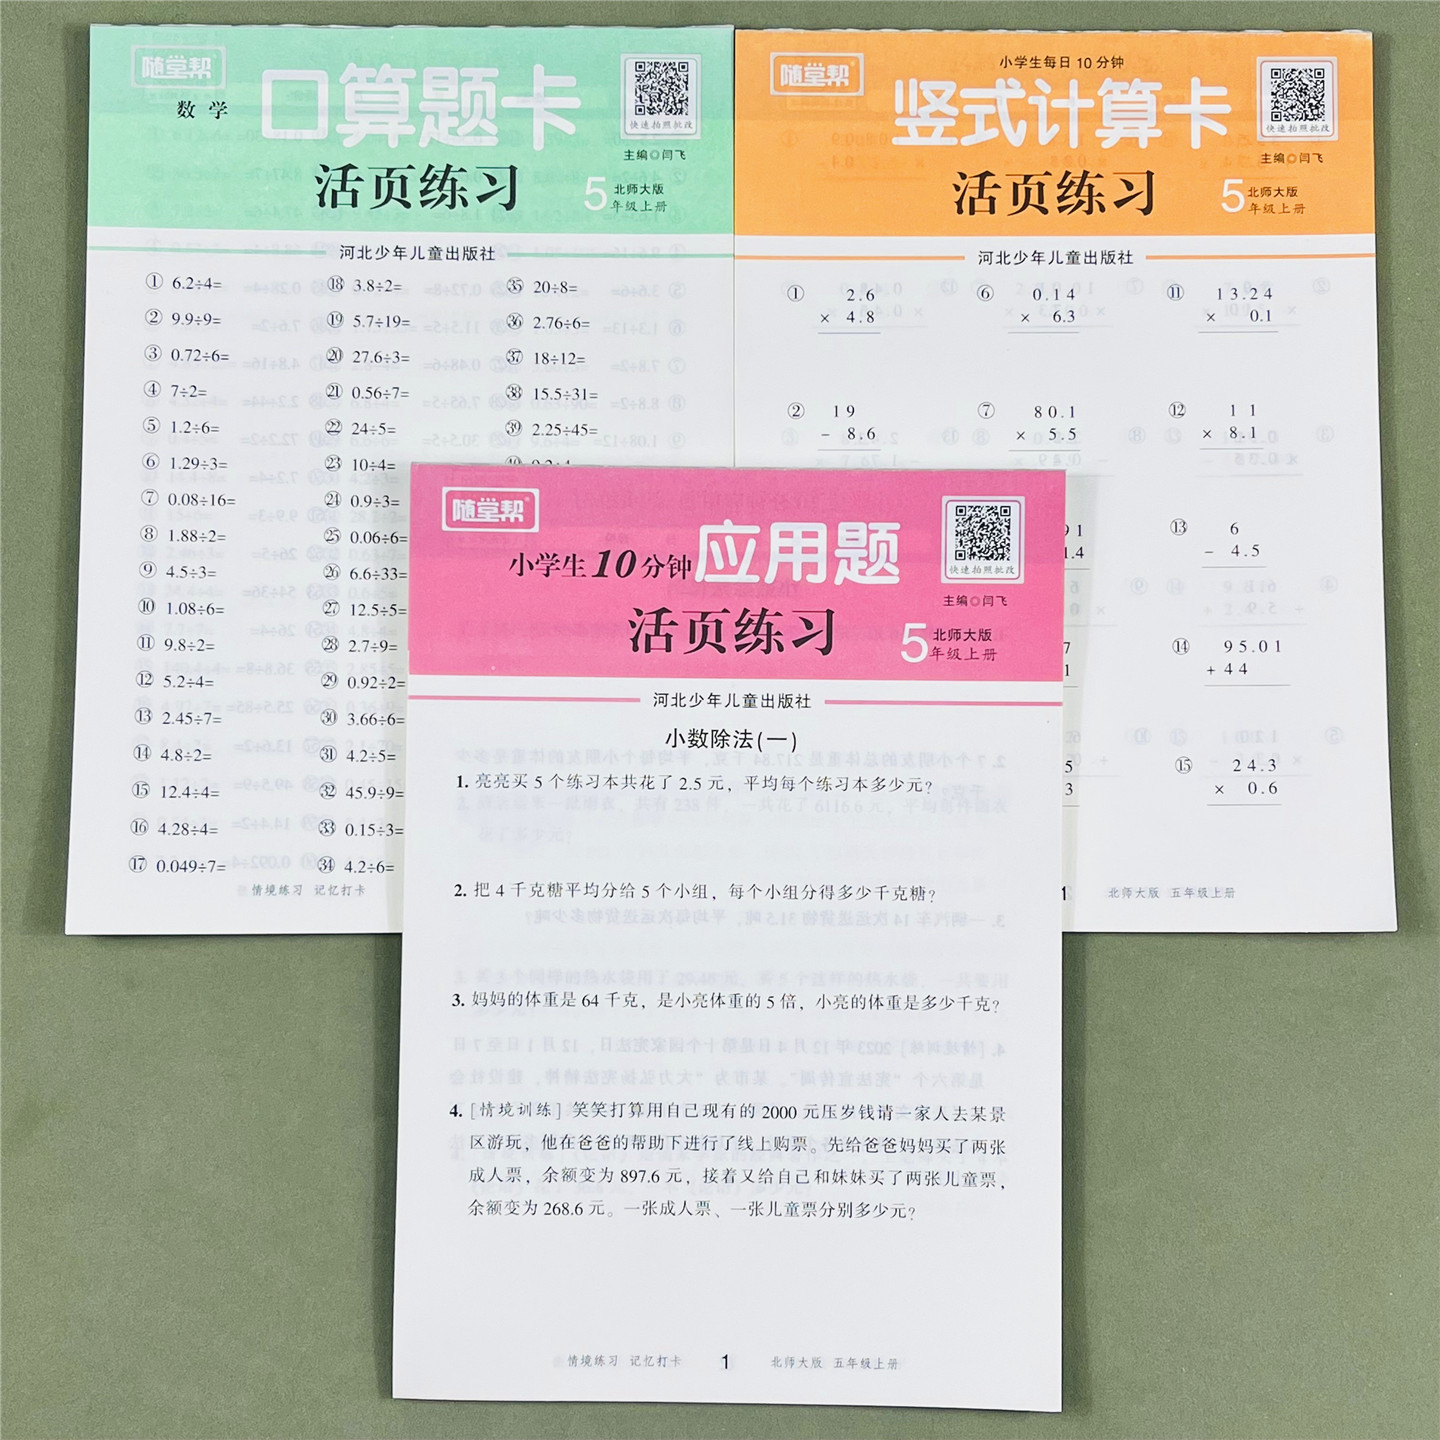 随堂帮
数学
口算题卡
活页练习
快速拍照批改
主编◎闫飞
5 北师大版
年级上册
河北少年儿童出版社
① 6.2÷4=
② 9.9÷9=
③ 0.72÷6=
④ 7÷2=
⑤ 1.2÷6=
⑥ 1.29÷3=
⑦ 0.08÷16=
⑧ 1.88÷2=
⑨ 4.5÷3=
⑩ 1.08÷6=
⑪ 9.8÷2=
⑫ 5.2÷4=
⑬ 2.45÷7=
⑭ 4.8÷2=
⑮ 12.4÷4=
⑯ 4.28÷4=
⑰ 0.049÷7=
⑱ 3.8÷2=
⑲ 5.7÷19=
⑳ 27.6÷3=
㉑ 0.56÷7=
㉒ 24÷5=
㉓ 10÷4=
㉔ 0.9÷3=
㉕ 0.06÷6=
㉖ 6.6÷33=
㉗ 12.5÷5=
㉘ 2.7÷9=
㉙ 0.92÷2=
㉚ 3.66÷6=
㉛ 4.2÷5=
㉜ 45.9÷9=
㉝ 0.15÷3=
㉞ 4.2÷6=
㉟ 20÷8=
㊱ 2.76÷6=
㊲ 18÷12=
㊳ 15.5÷31=
㊴ 2.25÷45=
情境练习 记忆打卡
随堂帮
小学生每日10分钟
竖式计算卡
活页练习
快速拍照批改
主编◎闫飞
5 北师大版
年级上册
河北少年儿童出版社
① 2.6
× 4.8
② 19
- 8.6
⑥ 0.14
× 6.3
⑦ 80.1
× 5.5
⑪ 13.24
× 0.1
⑫ 11
× 8.1
⑬ 6
- 4.5
⑭ 95.01
+ 44
⑮ 24.3
× 0.6
1 北师大版 五年级上册
随堂帮
小学生10分钟应用题
活页练习
快速拍照批改
主编◎闫飞
5 北师大版
年级上册
河北少年儿童出版社
小数除法(一)
1. 亮亮买5个练习本共花了2.5元，平均每个练习本多少元?
2. 把4千克糖平均分给5个小组，每个小组分得多少千克糖?
3. 妈妈的体重是64千克，是小亮体重的5倍，小亮的体重是多少千克?
4. [情境训练] 笑笑打算用自己现有的2000元压岁钱请一家人去某景
区游玩，他在爸爸的帮助下进行了线上购票。先给爸爸妈妈买了两张
成人票，余额变为897.6元，接着又给自己和妹妹买了两张儿童票，
余额变为268.6元。一张成人票、一张儿童票分别多少元?
情境练习 记忆打卡 1 北师大版 五年级上册